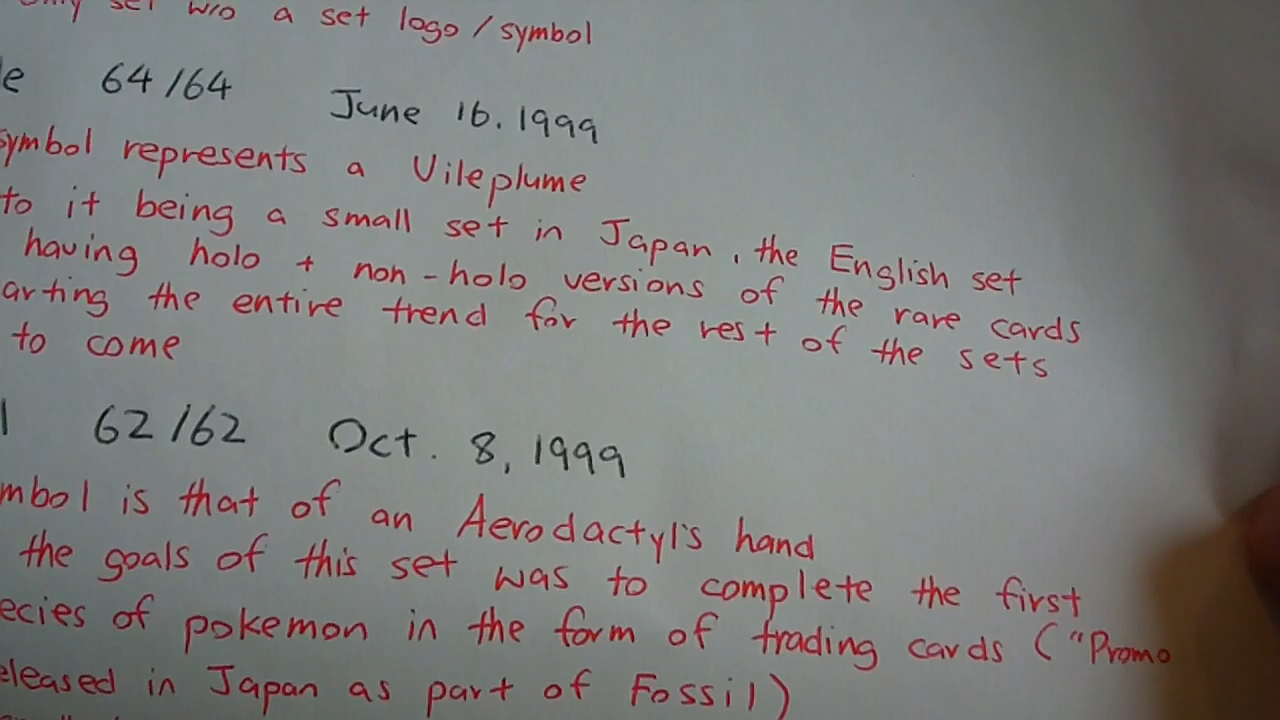 set w/o a set logo / symbol
e 64/64 June 16. 1999
symbol represents a Vileplume
to it being a small set in Japan, the English set
having holo + non-holo versions of the rare cards
arting the entire trend for the rest of the sets
to come
62/62 Oct. 8, 1999
mbol is that of an Aerodactyl's hand
the goals of this set was to complete the first
ecies of pokemon in the form of trading cards ("Promo
eleased in Japan as part of Fossil)